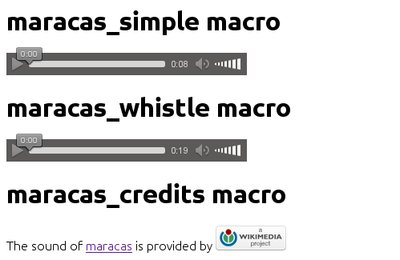 maracas_simple macro
0:00
0:08
maracas_whistle macro
0:00
0:19
maracas_credits macro
The sound of maracas is provided by
a
WIKIMEDIA
project